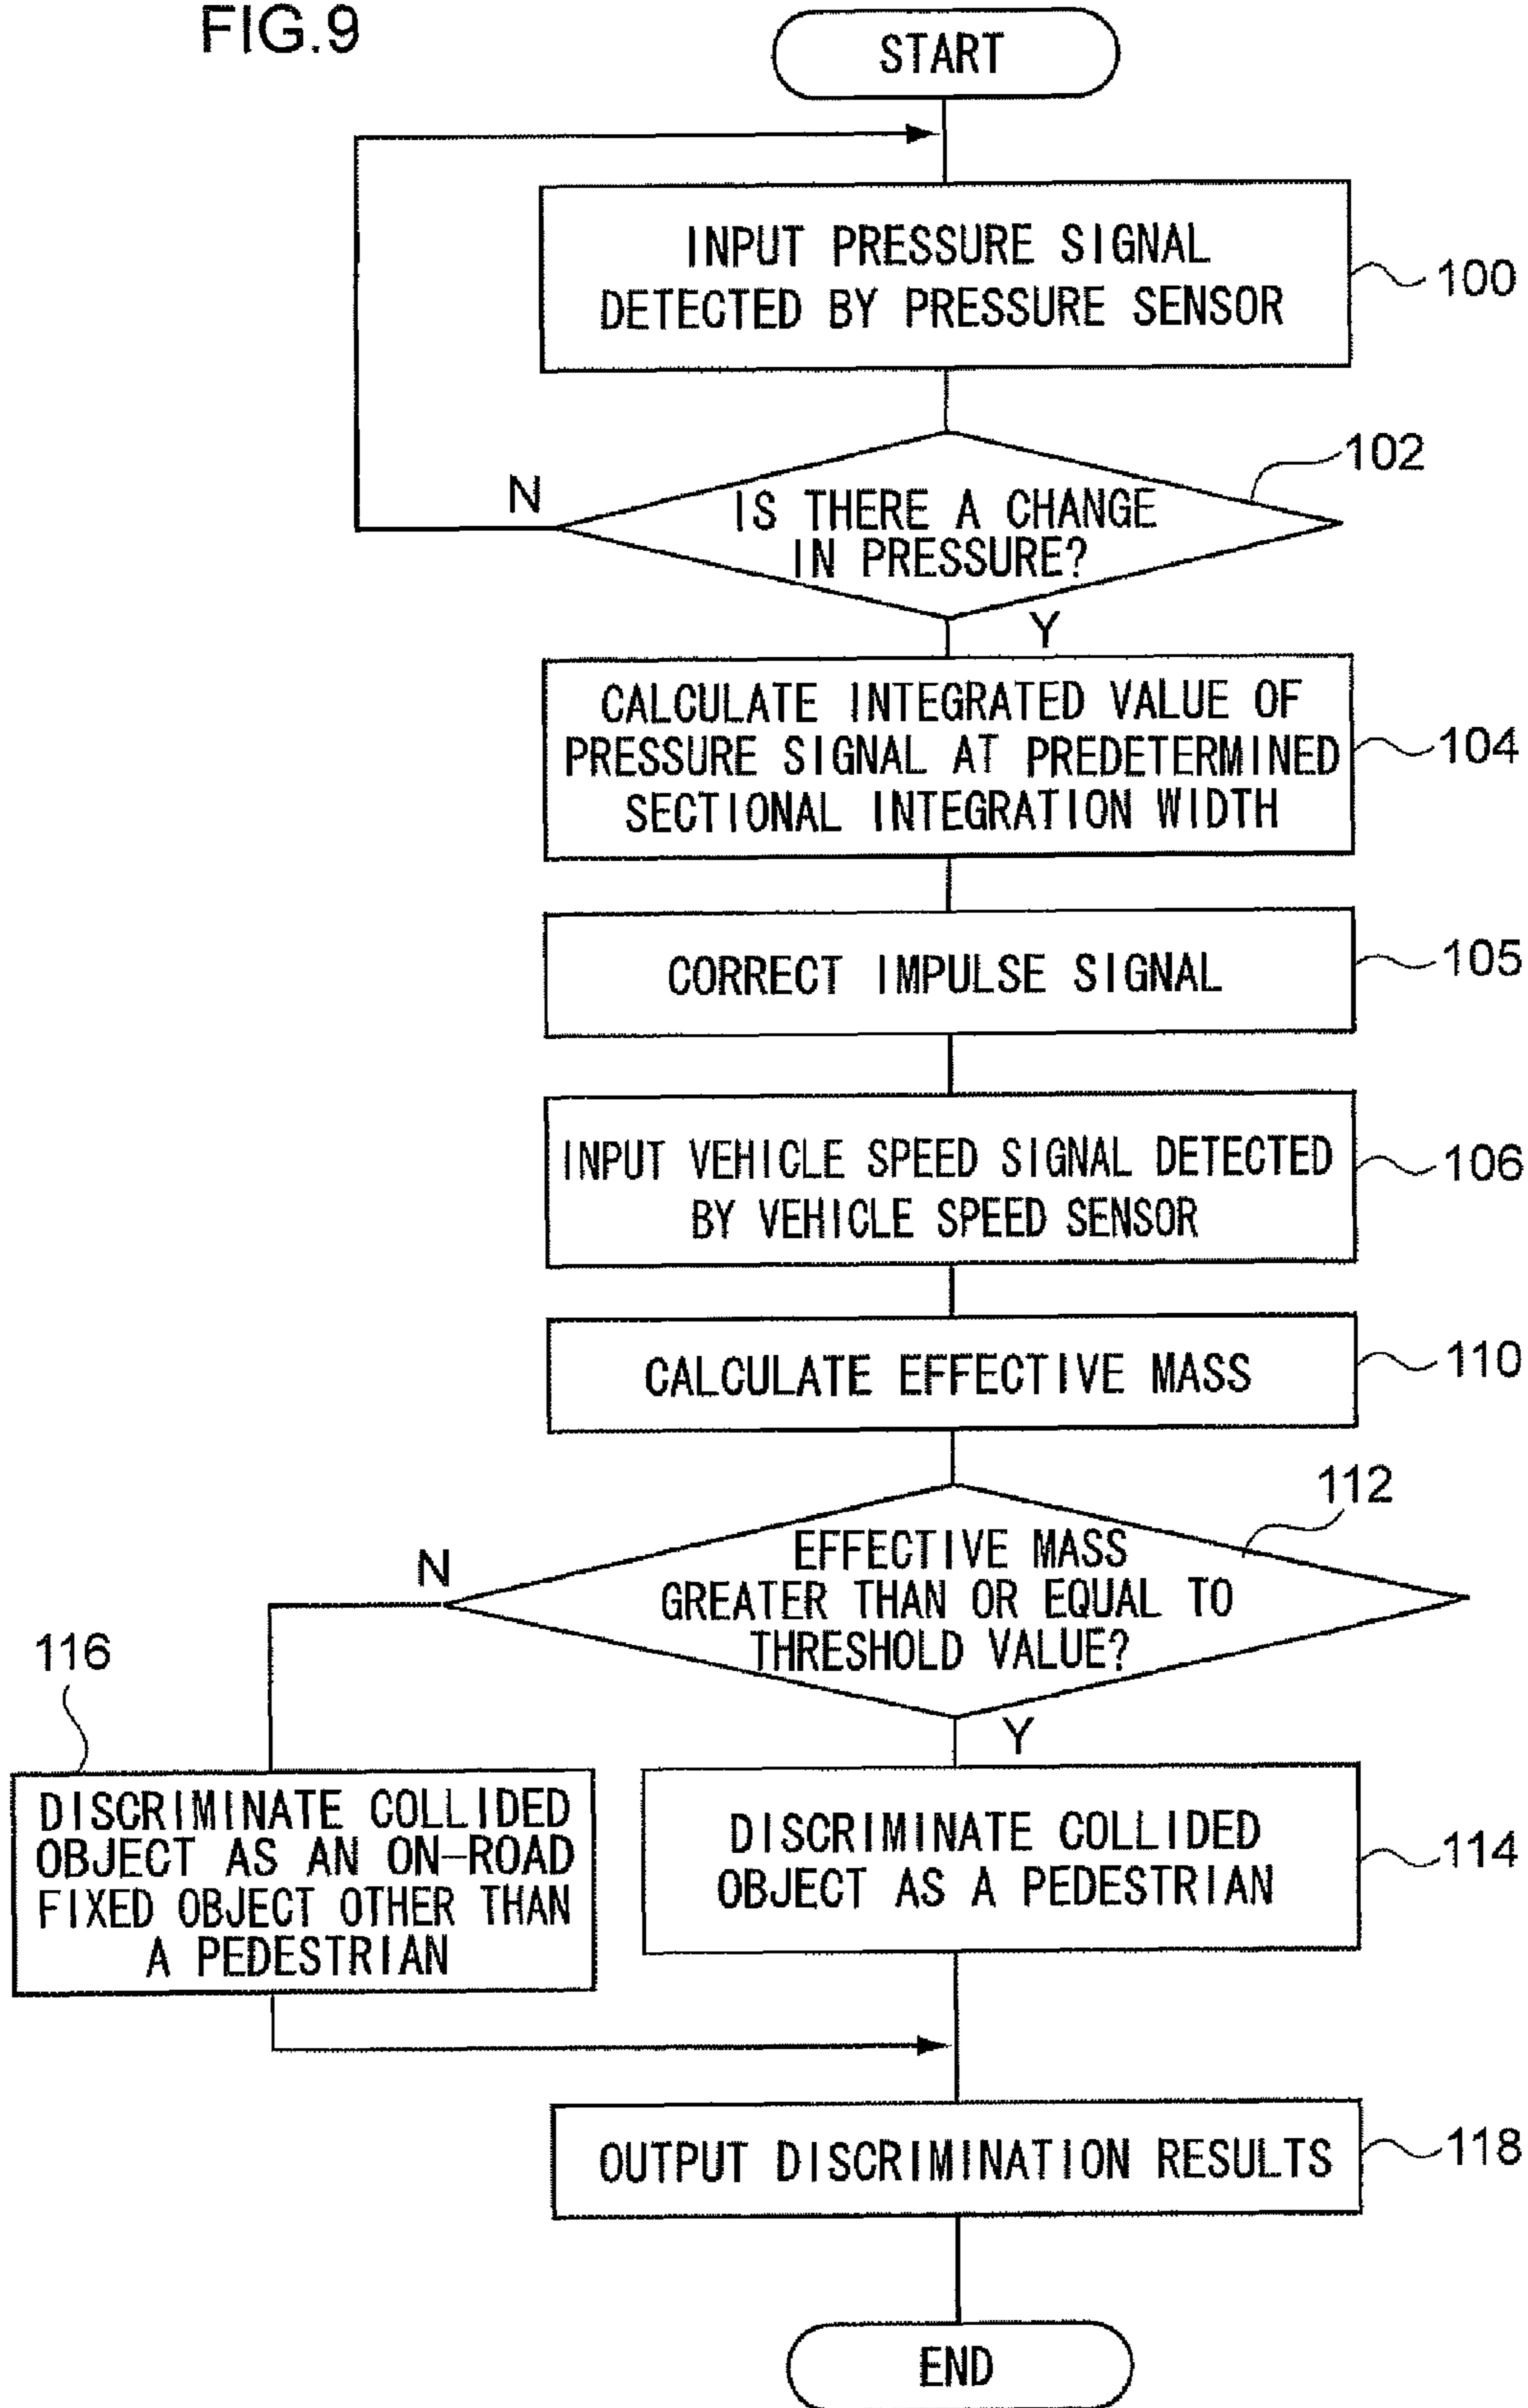 FIG.9
START
INPUT PRESSURE SIGNAL
DETECTED BY PRESSURE SENSOR
100
102
N
IS THERE A CHANGE
IN PRESSURE?
Y
CALCULATE INTEGRATED VALUE OF
PRESSURE SIGNAL AT PREDETERMINED
SECTIONAL INTEGRATION WIDTH
104
CORRECT IMPULSE SIGNAL
105
INPUT VEHICLE SPEED SIGNAL DETECTED
BY VEHICLE SPEED SENSOR
106
CALCULATE EFFECTIVE MASS
110
112
N
EFFECTIVE MASS
GREATER THAN OR EQUAL TO
THRESHOLD VALUE?
Y
116
DISCRIMINATE COLLIDED
OBJECT AS AN ON-ROAD
FIXED OBJECT OTHER THAN
A PEDESTRIAN
DISCRIMINATE COLLIDED
OBJECT AS A PEDESTRIAN
114
OUTPUT DISCRIMINATION RESULTS
118
END